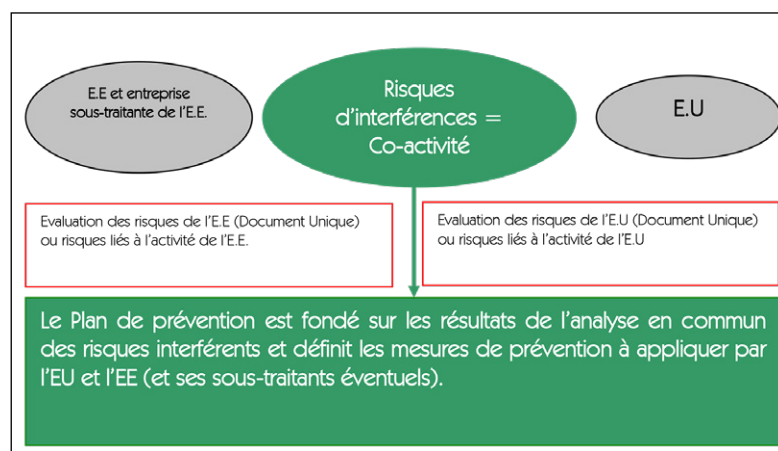 E.E et entreprise
sous-traitante de l'E.E.
Risques
d'interférences =
Co-activité
E.U
Evaluation des risques de l'E.E (Document Unique)
ou risques liés à l'activité de l'E.E.
Evaluation des risques de l'E.U (Document Unique)
ou risques liés à l'activité de l'E.U
Le Plan de prévention est fondé sur les résultats de l'analyse en commun
des risques interférents et définit les mesures de prévention à appliquer par
l'EU et l'EE (et ses sous-traitants éventuels).